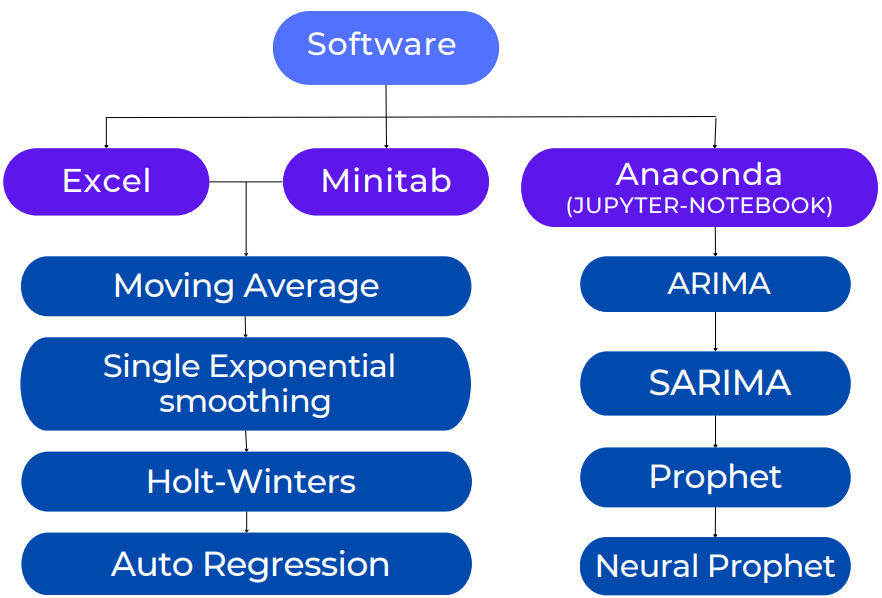 Software
Excel
Minitab
Anaconda
(JUPYTER-NOTEBOOK)
Moving Average
Single Exponential
smoothing
Holt-Winters
Auto Regression
ARIMA
SARIMA
Prophet
Neural Prophet